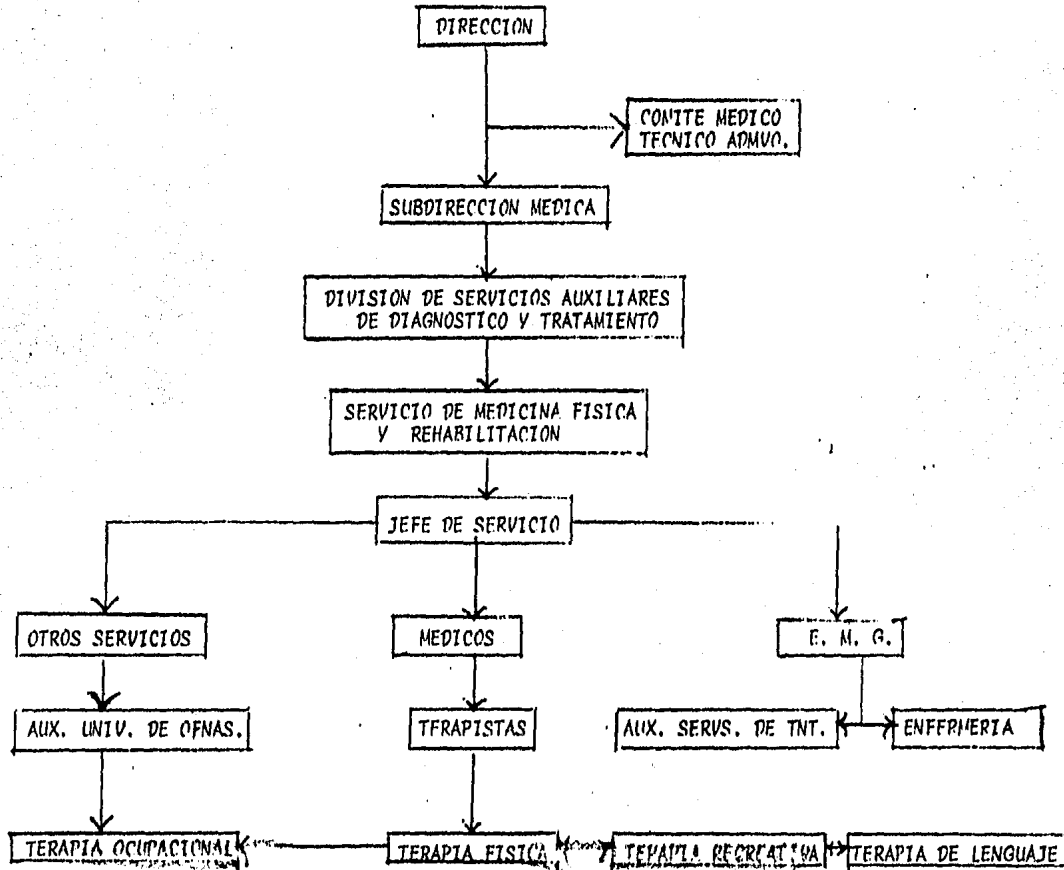 DIRECCION
COMITE MEDICO
TECNICO ADMVO.
SUBDIRECCION MEDICA
DIVISION DE SERVICIOS AUXILIARES
DE DIAGNOSTICO Y TRATAMIENTO
SERVICIO DE MEDICINA FISICA
Y REHABILITACION
JEFE DE SERVICIO
OTROS SERVICIOS
MEDICOS
E. M. G.
AUX. UNIV. DE OFNAS.
TERAPISTAS
AUX. SERVS. DE TNT.
ENFERMERIA
TERAPIA OCUPACIONAL
TERAPIA FISICA
TERAPIA RECREATIVA
TERAPIA DE LENGUAJE